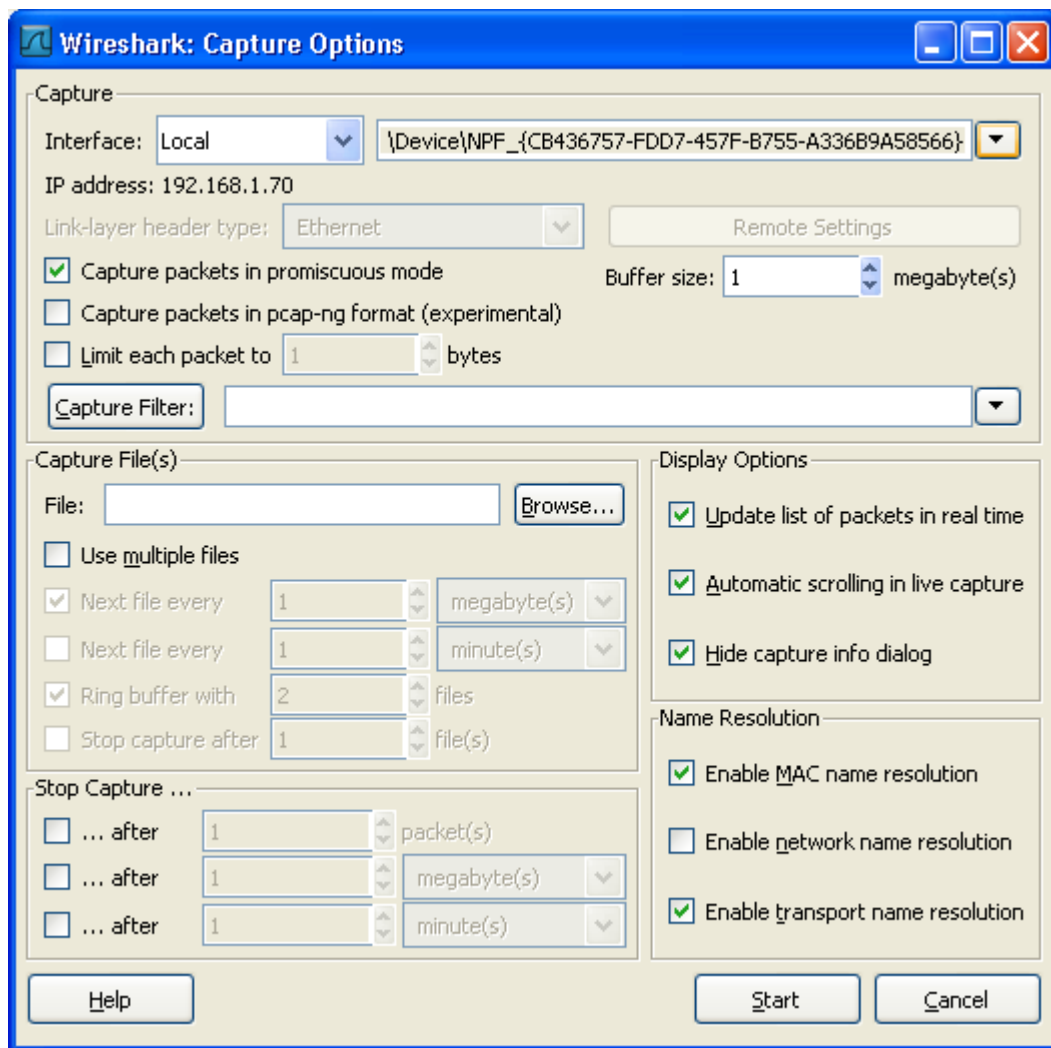 Wireshark: Capture Options
Capture
Interface: Local \Device\NPF_{CB436757-FDD7-457F-B755-A336B9A58566}
IP address: 192.168.1.70
Link-layer header type: Ethernet Remote Settings
Capture packets in promiscuous mode Buffer size: 1 megabyte(s)
Capture packets in pcap-ng format (experimental)
Limit each packet to 1 bytes
Capture Filter:
Capture File(s)
File: Browse...
Use multiple files
Next file every 1 megabyte(s)
Next file every 1 minute(s)
Ring buffer with 2 files
Stop capture after 1 file(s)
Stop Capture ...
... after 1 packet(s)
... after 1 megabyte(s)
... after 1 minute(s)
Display Options
Update list of packets in real time
Automatic scrolling in live capture
Hide capture info dialog
Name Resolution
Enable MAC name resolution
Enable network name resolution
Enable transport name resolution
Help Start Cancel